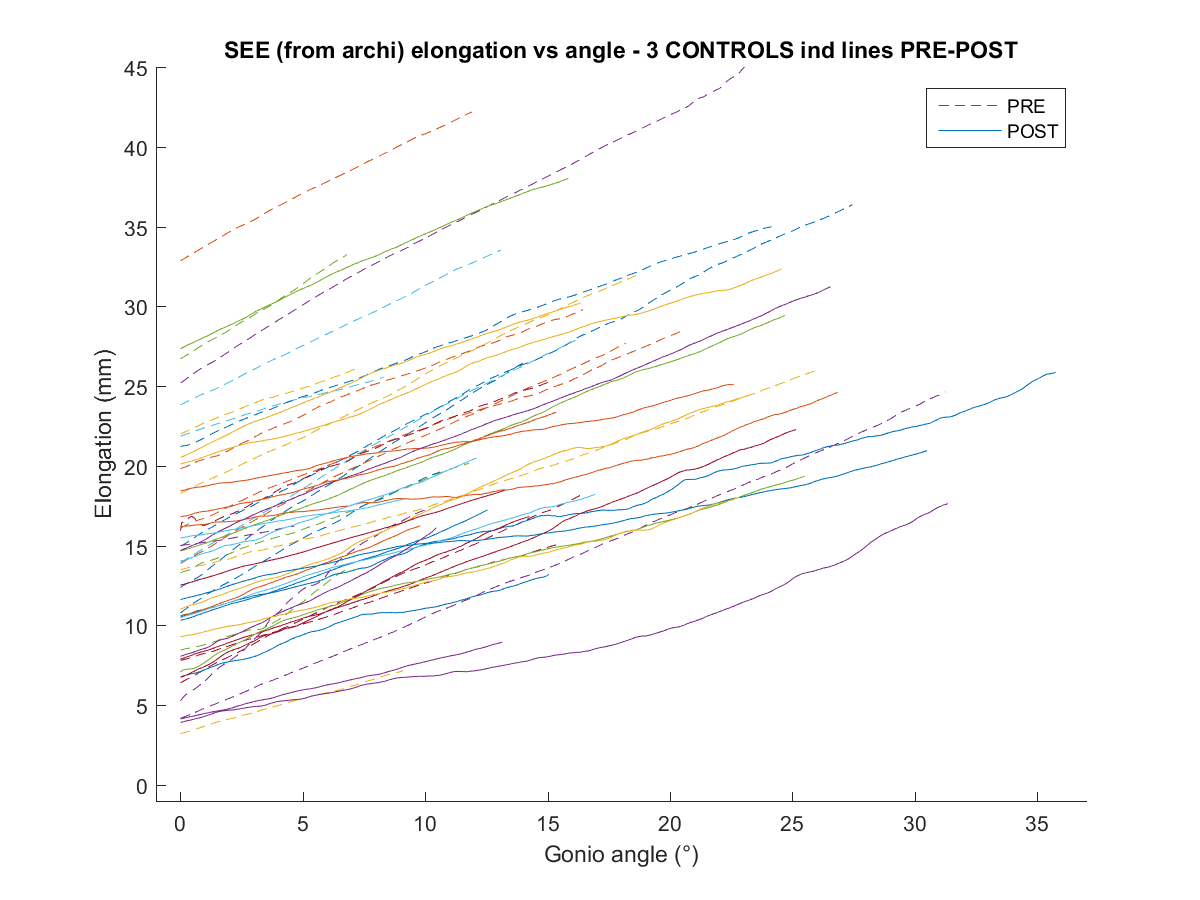 SEE (from archi) elongation vs angle - 3 CONTROLS ind lines PRE-POST
PRE
POST
45
40
35
30
25
20
15
10
5
0
Elongation (mm)
0 5 10 15 20 25 30 35
Gonio angle (°)